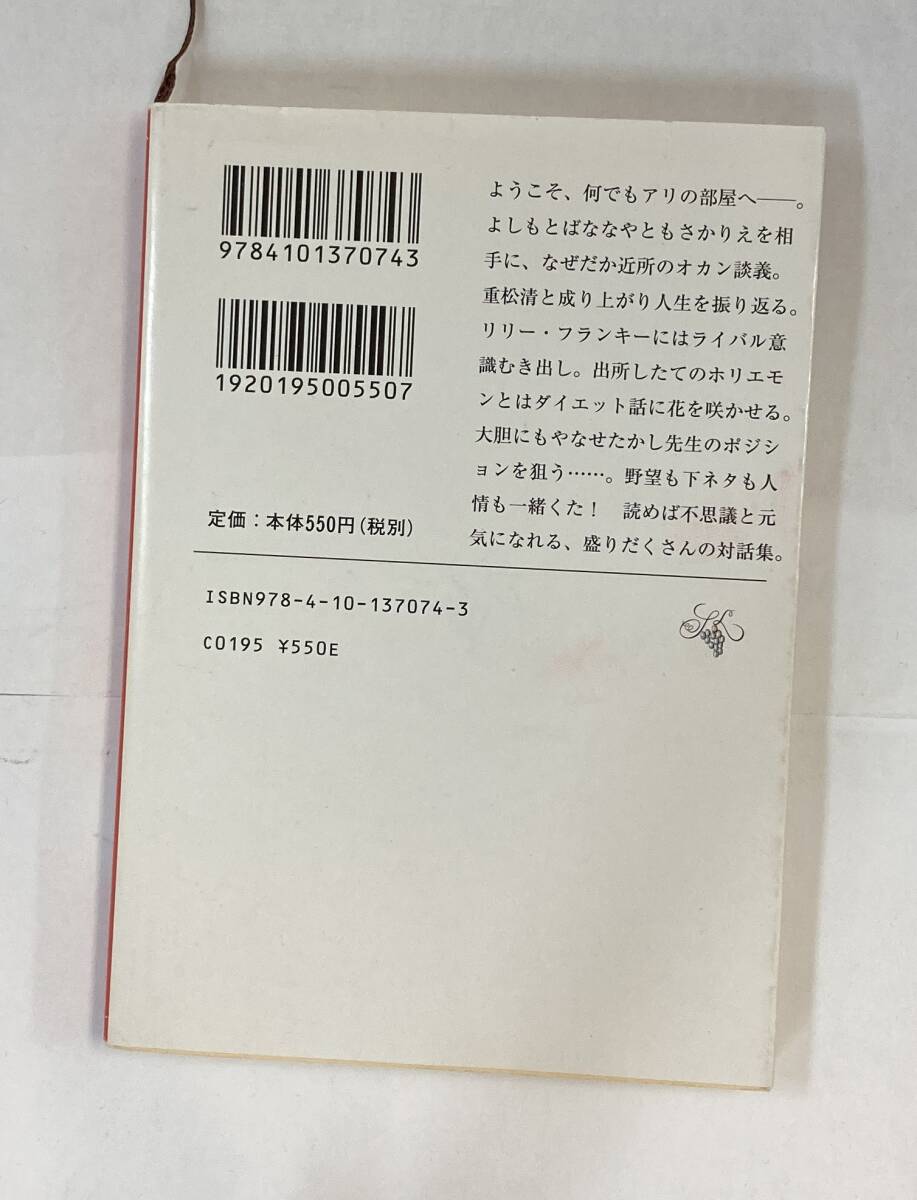 9784101370743
1920195005507
定価：本体550円（税別）
ようこそ、何でもアリの部屋へ――。
よしもとばななやともさかりえを相
手に、なぜだか近所のオカン談義。
重松清と成り上がり人生を振り返る。
リリー・フランキーにはライバル意
識むき出し。出所したてのホリエモ
ンとはダイエット話に花を咲かせる。
大胆にもやなせたかし先生のポジシ
ョンを狙う……。野望も下ネタも人
情も一緒くた！　読めば不思議と元
気になれる、盛りだくさんの対話集。
ISBN978-4-10-137074-3
C0195 ¥550E